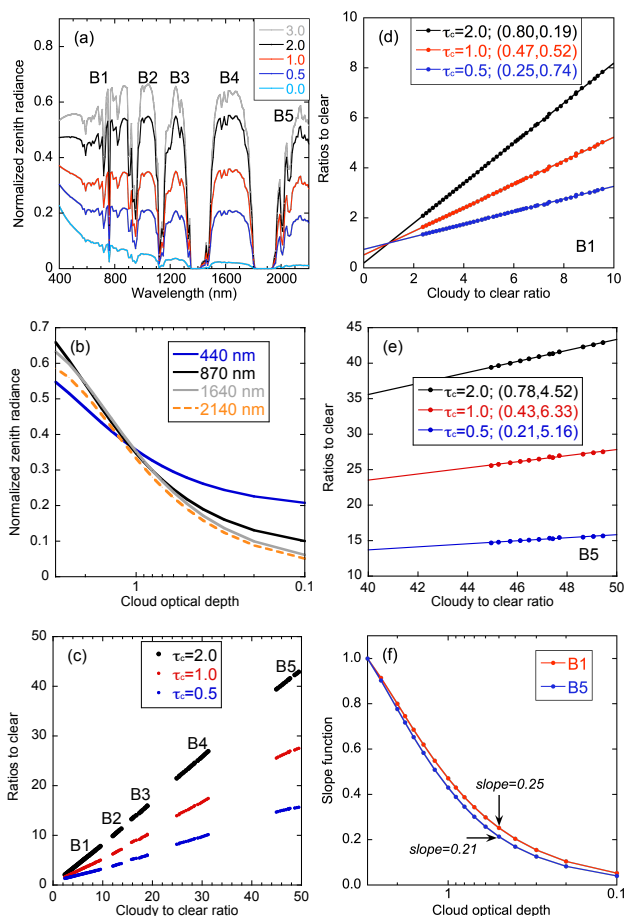 (a)
3.0
2.0
1.0
0.5
0.0
B1 B2 B3 B4 B5
Normalized zenith radiance
0.8
0.6
0.4
0.2
0
400 800 1200 1600 2000
Wavelength (nm)
(d)
τc=2.0; (0.80,0.19)
τc=1.0; (0.47,0.52)
τc=0.5; (0.25,0.74)
B1
Ratios to clear
10
8
6
4
2
0
0 2 4 6 8 10
Cloudy to clear ratio
(b)
440 nm
870 nm
1640 nm
2140 nm
Normalized zenith radiance
0.7
0.6
0.5
0.4
0.3
0.2
0.1
0
1 0.1
Cloud optical depth
(e)
τc=2.0; (0.78,4.52)
τc=1.0; (0.43,6.33)
τc=0.5; (0.21,5.16)
B5
Ratios to clear
45
40
35
30
25
20
15
10
40 42 44 46 48 50
Cloudy to clear ratio
(c)
τc=2.0
τc=1.0
τc=0.5
B1 B2 B3 B4 B5
Ratios to clear
50
40
30
20
10
0
0 10 20 30 40 50
Cloudy to clear ratio
(f)
B1
B5
slope=0.25
slope=0.21
Slope function
1.0
0.8
0.6
0.4
0.2
0
1 0.1
Cloud optical depth